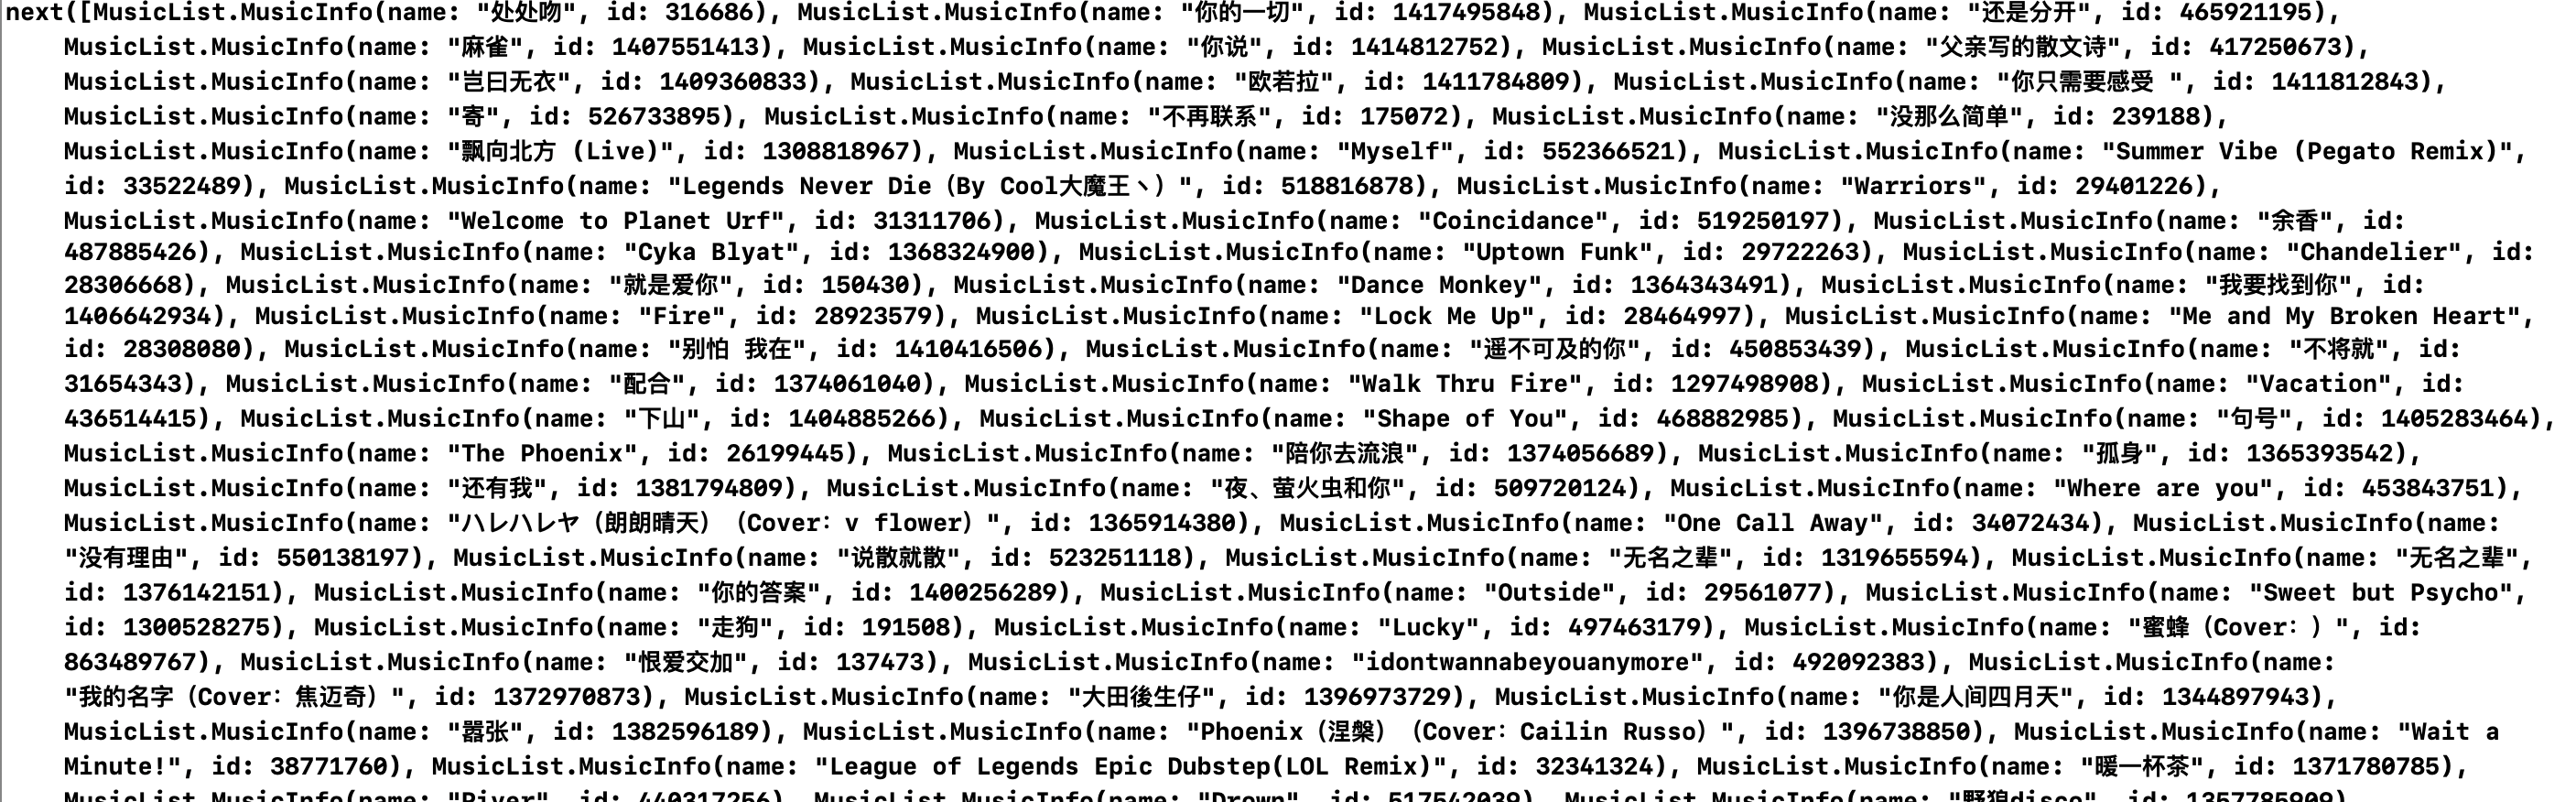 next([MusicList.MusicInfo(name: "处处吻", id: 316686), MusicList.MusicInfo(name: "你的一切", id: 1417495848), MusicList.MusicInfo(name: "还是分开", id: 465921195),
MusicList.MusicInfo(name: "麻雀", id: 1407551413), MusicList.MusicInfo(name: "你说", id: 1414812752), MusicList.MusicInfo(name: "父亲写的散文诗", id: 417250673),
MusicList.MusicInfo(name: "岂曰无衣", id: 1409360833), MusicList.MusicInfo(name: "欧若拉", id: 1411784809), MusicList.MusicInfo(name: "你只需要感受 ", id: 1411812843),
MusicList.MusicInfo(name: "寄", id: 526733895), MusicList.MusicInfo(name: "不再联系", id: 175072), MusicList.MusicInfo(name: "没那么简单", id: 239188),
MusicList.MusicInfo(name: "飘向北方 (Live)", id: 1308818967), MusicList.MusicInfo(name: "Myself", id: 552366521), MusicList.MusicInfo(name: "Summer Vibe (Pegato Remix)",
id: 33522489), MusicList.MusicInfo(name: "Legends Never Die（By Cool大魔王丶）", id: 518816878), MusicList.MusicInfo(name: "Warriors", id: 29401226),
MusicList.MusicInfo(name: "Welcome to Planet Urf", id: 31311706), MusicList.MusicInfo(name: "Coincidance", id: 519250197), MusicList.MusicInfo(name: "余香", id:
487885426), MusicList.MusicInfo(name: "Cyka Blyat", id: 1368324900), MusicList.MusicInfo(name: "Uptown Funk", id: 29722263), MusicList.MusicInfo(name: "Chandelier", id:
28306668), MusicList.MusicInfo(name: "就是爱你", id: 150430), MusicList.MusicInfo(name: "Dance Monkey", id: 1364343491), MusicList.MusicInfo(name: "我要找到你", id:
1406642934), MusicList.MusicInfo(name: "Fire", id: 28923579), MusicList.MusicInfo(name: "Lock Me Up", id: 28464997), MusicList.MusicInfo(name: "Me and My Broken Heart",
id: 28308080), MusicList.MusicInfo(name: "别怕 我在", id: 1410416506), MusicList.MusicInfo(name: "遥不可及的你", id: 450853439), MusicList.MusicInfo(name: "不将就", id:
31654343), MusicList.MusicInfo(name: "配合", id: 1374061040), MusicList.MusicInfo(name: "Walk Thru Fire", id: 1297498908), MusicList.MusicInfo(name: "Vacation", id:
436514415), MusicList.MusicInfo(name: "下山", id: 1404885266), MusicList.MusicInfo(name: "Shape of You", id: 468882985), MusicList.MusicInfo(name: "句号", id: 1405283464),
MusicList.MusicInfo(name: "The Phoenix", id: 26199445), MusicList.MusicInfo(name: "陪你去流浪", id: 1374056689), MusicList.MusicInfo(name: "孤身", id: 1365393542),
MusicList.MusicInfo(name: "还有我", id: 1381794809), MusicList.MusicInfo(name: "夜、萤火虫和你", id: 509720124), MusicList.MusicInfo(name: "Where are you", id: 453843751),
MusicList.MusicInfo(name: "ハレハレヤ（朗朗晴天）（Cover：v flower）", id: 1365914380), MusicList.MusicInfo(name: "One Call Away", id: 34072434), MusicList.MusicInfo(name:
"没有理由", id: 550138197), MusicList.MusicInfo(name: "说散就散", id: 523251118), MusicList.MusicInfo(name: "无名之辈", id: 1319655594), MusicList.MusicInfo(name: "无名之辈",
id: 1376142151), MusicList.MusicInfo(name: "你的答案", id: 1400256289), MusicList.MusicInfo(name: "Outside", id: 29561077), MusicList.MusicInfo(name: "Sweet but Psycho",
id: 1300528275), MusicList.MusicInfo(name: "走狗", id: 191508), MusicList.MusicInfo(name: "Lucky", id: 497463179), MusicList.MusicInfo(name: "蜜蜂（Cover：）", id:
863489767), MusicList.MusicInfo(name: "恨爱交加", id: 137473), MusicList.MusicInfo(name: "idontwannabeyouanymore", id: 492092383), MusicList.MusicInfo(name:
"我的名字（Cover：焦迈奇）", id: 1372970873), MusicList.MusicInfo(name: "大田後生仔", id: 1396973729), MusicList.MusicInfo(name: "你是人间四月天", id: 1344897943),
MusicList.MusicInfo(name: "嚣张", id: 1382596189), MusicList.MusicInfo(name: "Phoenix（涅槃）（Cover：Cailin Russo）", id: 1396738850), MusicList.MusicInfo(name: "Wait a
Minute!", id: 38771760), MusicList.MusicInfo(name: "League of Legends Epic Dubstep(LOL Remix)", id: 32341324), MusicList.MusicInfo(name: "暖一杯茶", id: 1371780785),
MusicList.MusicInfo(name: "River", id: 440317256), MusicList.MusicInfo(name: "Drown", id: 517542039), MusicList.MusicInfo(name: "野狼disco", id: 1357785909)